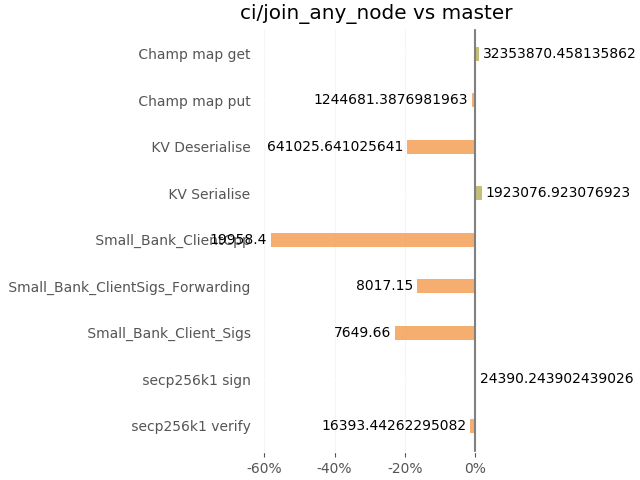 ci/join_any_node vs master
Champ map get 32353870.458135862
Champ map put 1244681.3876981963
KV Deserialise 641025.641025641
KV Serialise 1923076.923076923
Small_Bank_ClientCpp 19958.4
Small_Bank_ClientSigs_Forwarding 8017.15
Small_Bank_Client_Sigs 7649.66
secp256k1 sign 24390.243902439026
secp256k1 verify 16393.44262295082
-60% -40% -20% 0%